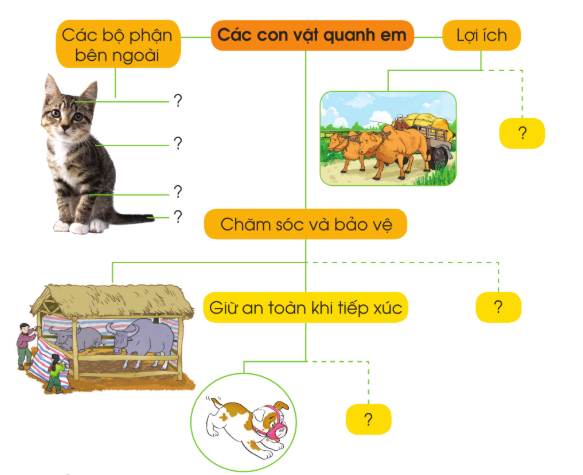 Các bộ phận
bên ngoài
Các con vật quanh em
Lợi ích
?
?
?
?
?
Chăm sóc và bảo vệ
Giữ an toàn khi tiếp xúc
?
?